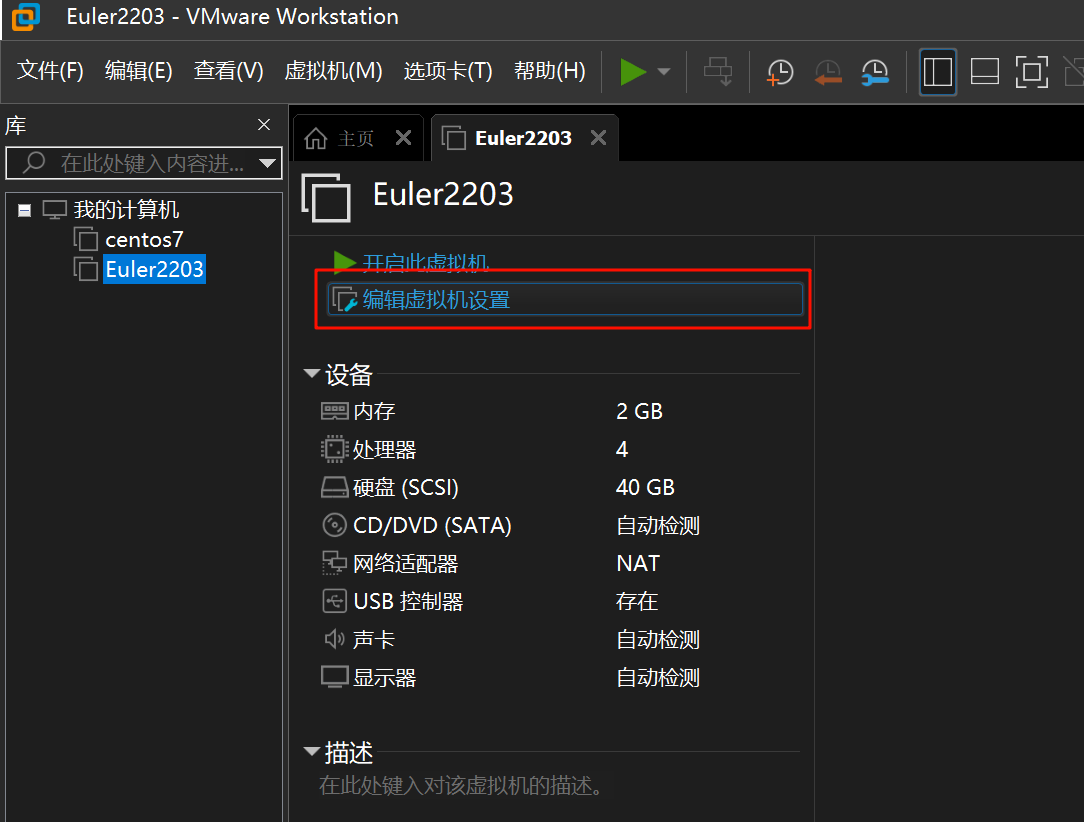 Euler2203 - VMware Workstation
文件(F) 编辑(E) 查看(V) 虚拟机(M) 选项卡(T) 帮助(H)
库
在此处键入内容进...
我的计算机
centos7
Euler2203
主页
Euler2203
Euler2203
开启此虚拟机
编辑虚拟机设置
设备
内存 2 GB
处理器 4
硬盘 (SCSI) 40 GB
CD/DVD (SATA) 自动检测
网络适配器 NAT
USB 控制器 存在
声卡 自动检测
显示器 自动检测
描述
在此处键入对该虚拟机的描述。